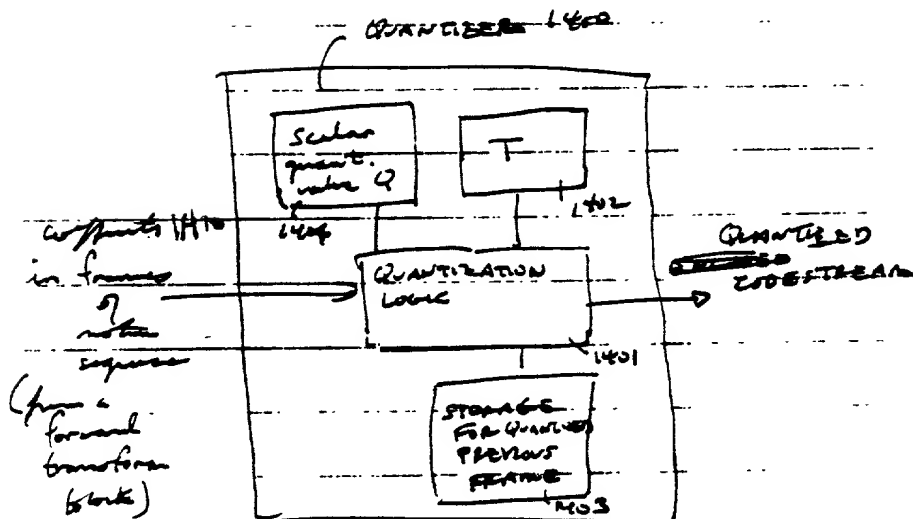 QUANTIZER 1400
Scalar
quant.
value Q
T
1402
1404
coefficients
in frames
of
motion
sequence
(from a
forward
transform
block)
QUANTIZATION
LOGIC
1401
QUANTIZED
CODESTREAM
STORAGE
FOR QUANTIZED
PREVIOUS
FRAME
1403